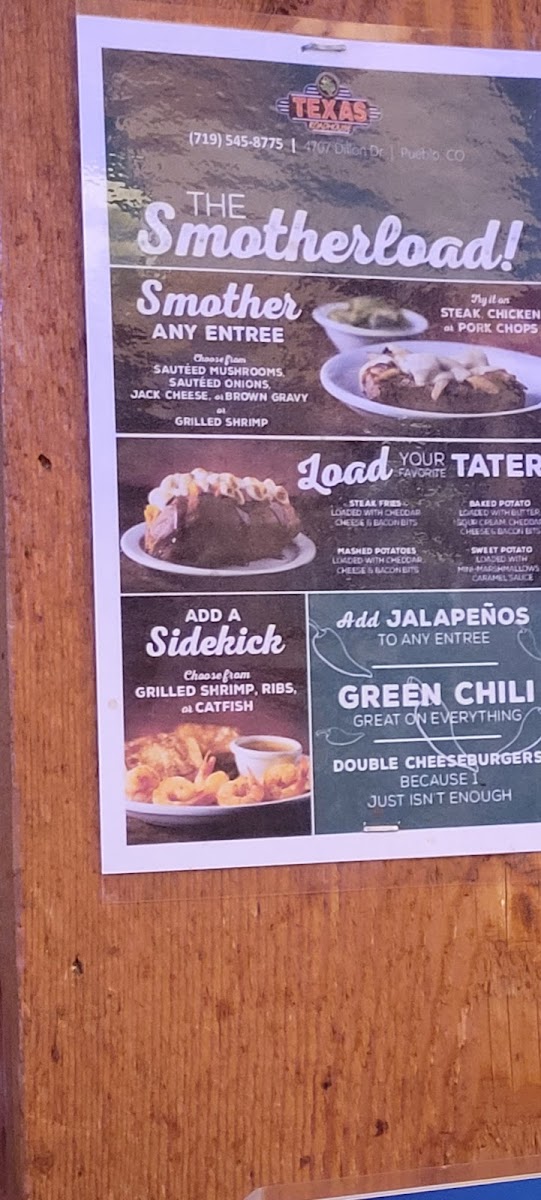 TEXAS
ROADHOUSE
(719) 545-8775 | 4707 Dillon Dr | Pueblo, CO
THE
Smotherload!
Smother
ANY ENTREE
Choose from
SAUTÉED MUSHROOMS,
SAUTÉED ONIONS,
JACK CHEESE, or BROWN GRAVY
or
GRILLED SHRIMP
Try it on
STEAK, CHICKEN
or PORK CHOPS
Load YOUR FAVORITE TATER
STEAK FRIES
LOADED WITH CHEDDAR
CHEESE & BACON BITS
BAKED POTATO
LOADED WITH BUTTER,
SOUR CREAM, CHEDDAR
CHEESE & BACON BITS
MASHED POTATOES
LOADED WITH CHEDDAR
CHEESE & BACON BITS
SWEET POTATO
LOADED WITH
MINI-MARSHMALLOWS
CARAMEL SAUCE
ADD A
Sidekick
Choose from
GRILLED SHRIMP, RIBS,
or CATFISH
Add JALAPEÑOS
TO ANY ENTREE
GREEN CHILI
GREAT ON EVERYTHING
DOUBLE CHEESEBURGERS
BECAUSE 1
JUST ISN'T ENOUGH